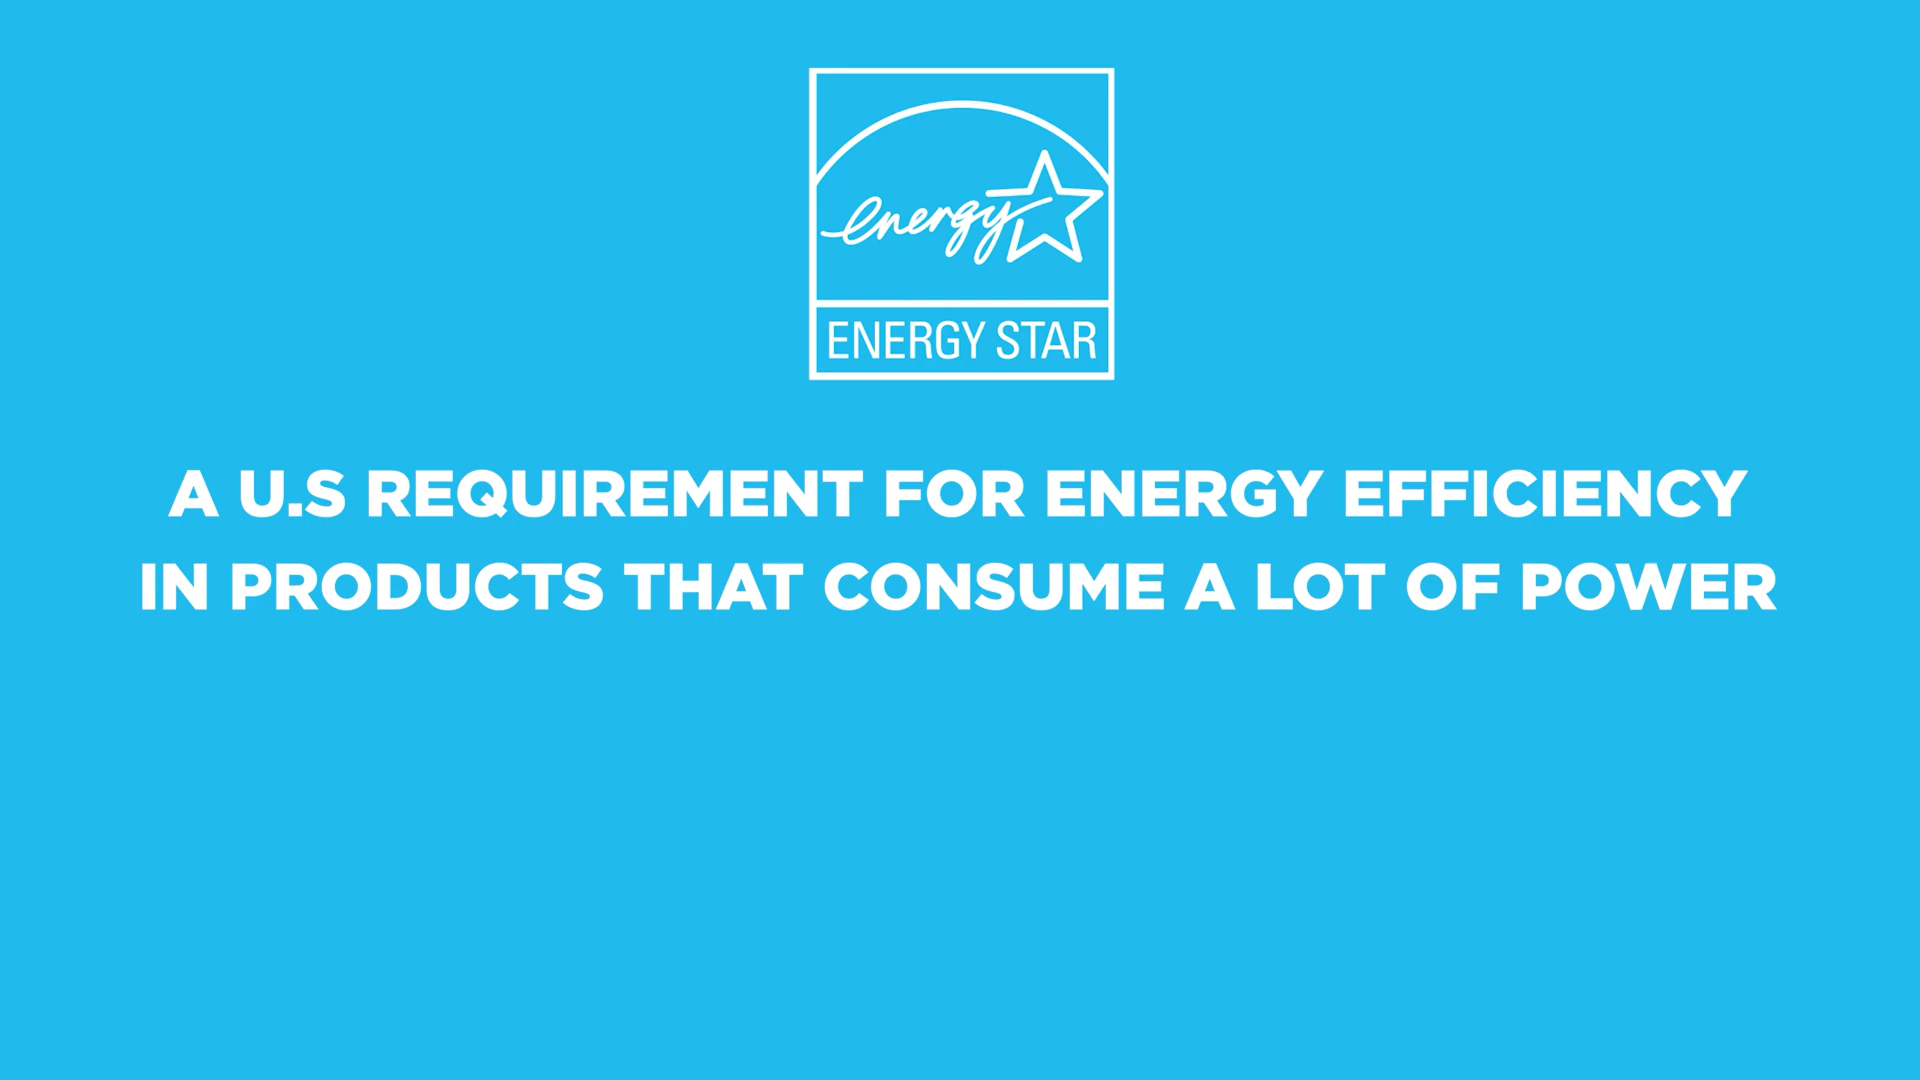 energy
ENERGY STAR
A U.S REQUIREMENT FOR ENERGY EFFICIENCY
IN PRODUCTS THAT CONSUME A LOT OF POWER